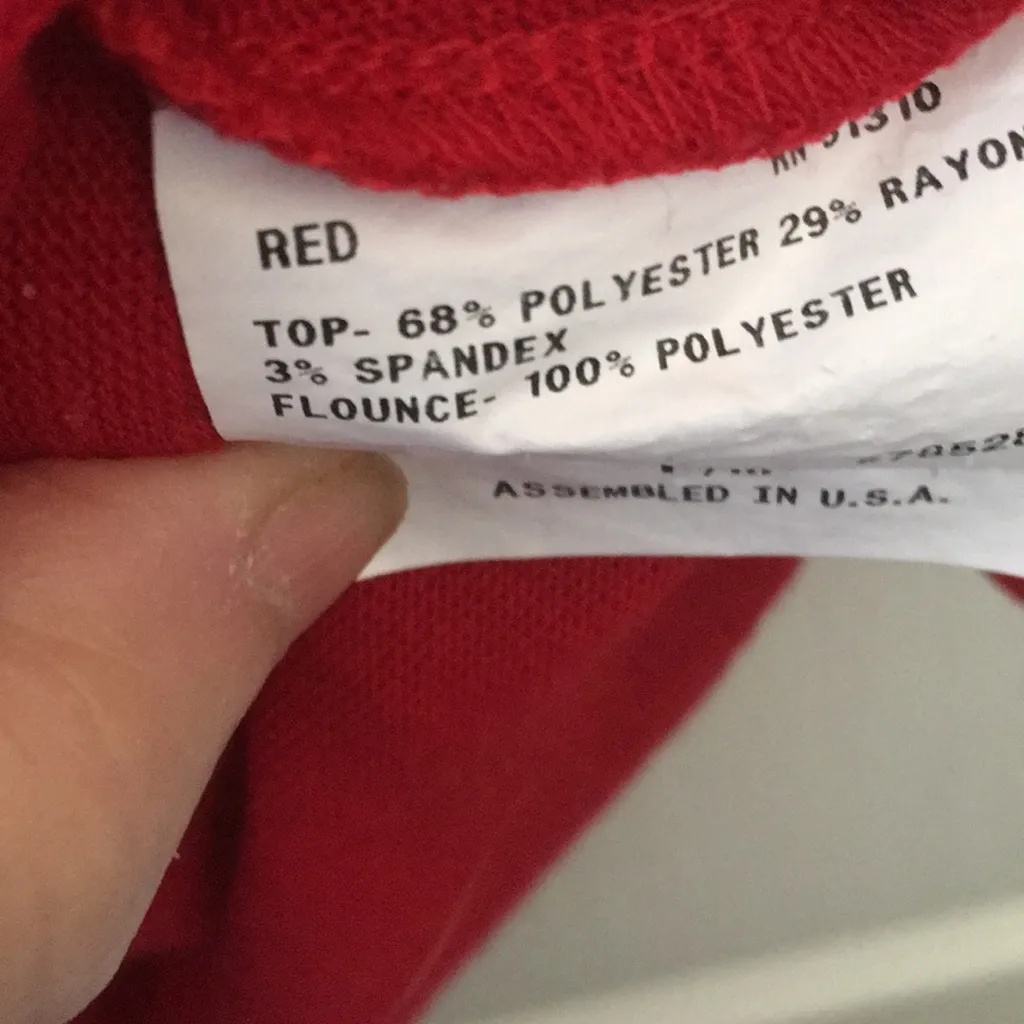 RED
TOP- 68% POLYESTER 29% RAYON
3% SPANDEX
FLOUNCE- 100% POLYESTER
ASSEMBLED IN U.S.A.